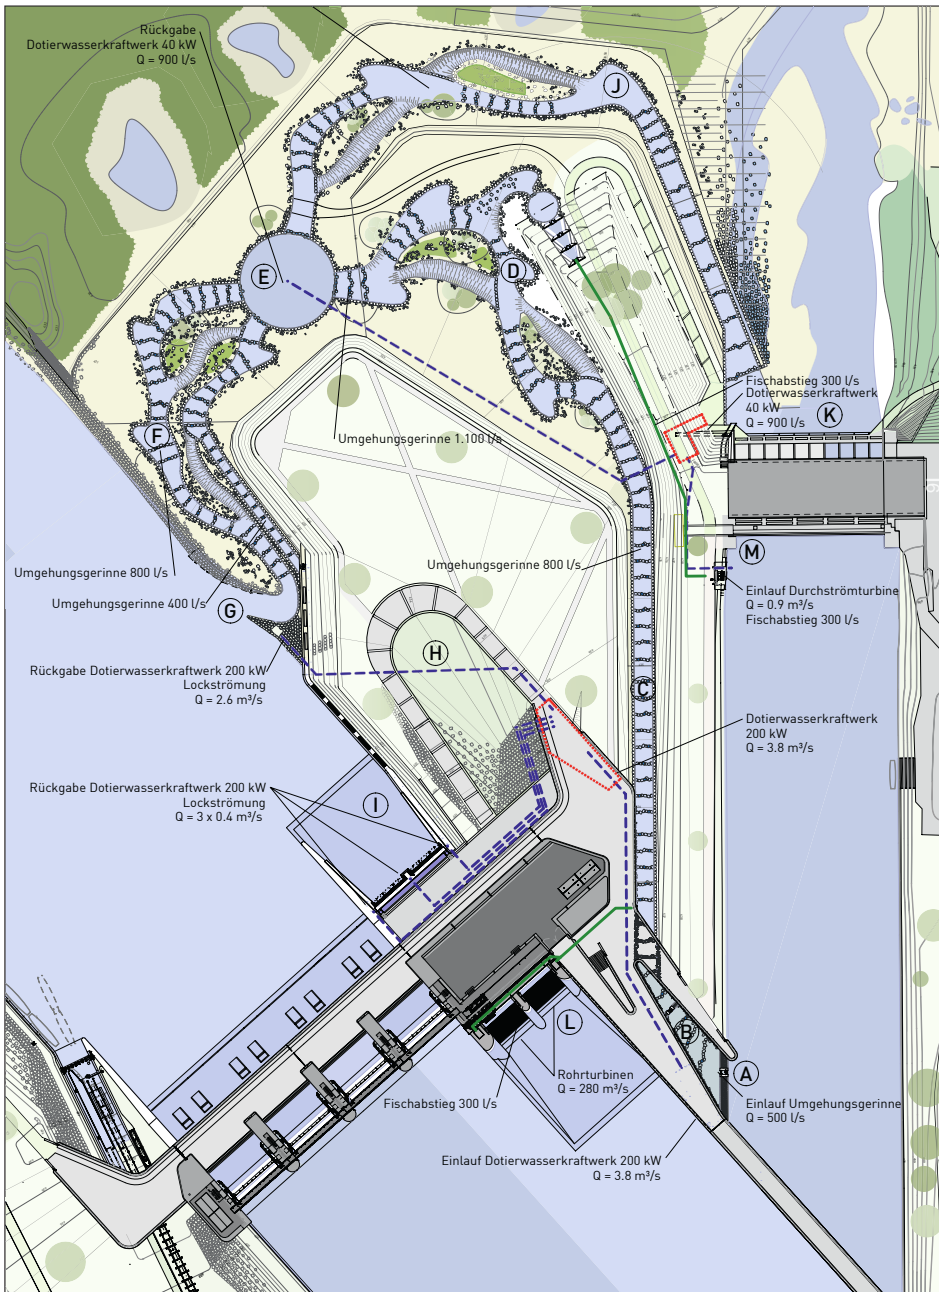 Rückgabe
Dotierwasserkraftwerk 40 kW
Q = 900 l/s
J
E
D
Fischabstieg 300 l/s
Dotierwasserkraftwerk
40 kW
Q = 900 l/s
K
F
Umgehungsgerinne 1.100 l/s
Umgehungsgerinne 800 l/s
Umgehungsgerinne 800 l/s
M
Umgehungsgerinne 400 l/s
G
Einlauf Durchströmturbine
Q = 0.9 m³/s
Fischabstieg 300 l/s
H
Rückgabe Dotierwasserkraftwerk 200 kW
Lockströmung
Q = 2.6 m³/s
C
Dotierwasserkraftwerk
200 kW
Q = 3.8 m³/s
Rückgabe Dotierwasserkraftwerk 200 kW
Lockströmung
Q = 3 x 0.4 m³/s
I
L
B
A
Rohrturbinen
Q = 280 m³/s
Fischabstieg 300 l/s
Einlauf Umgehungsgerinne
Q = 500 l/s
Einlauf Dotierwasserkraftwerk 200 kW
Q = 3.8 m³/s